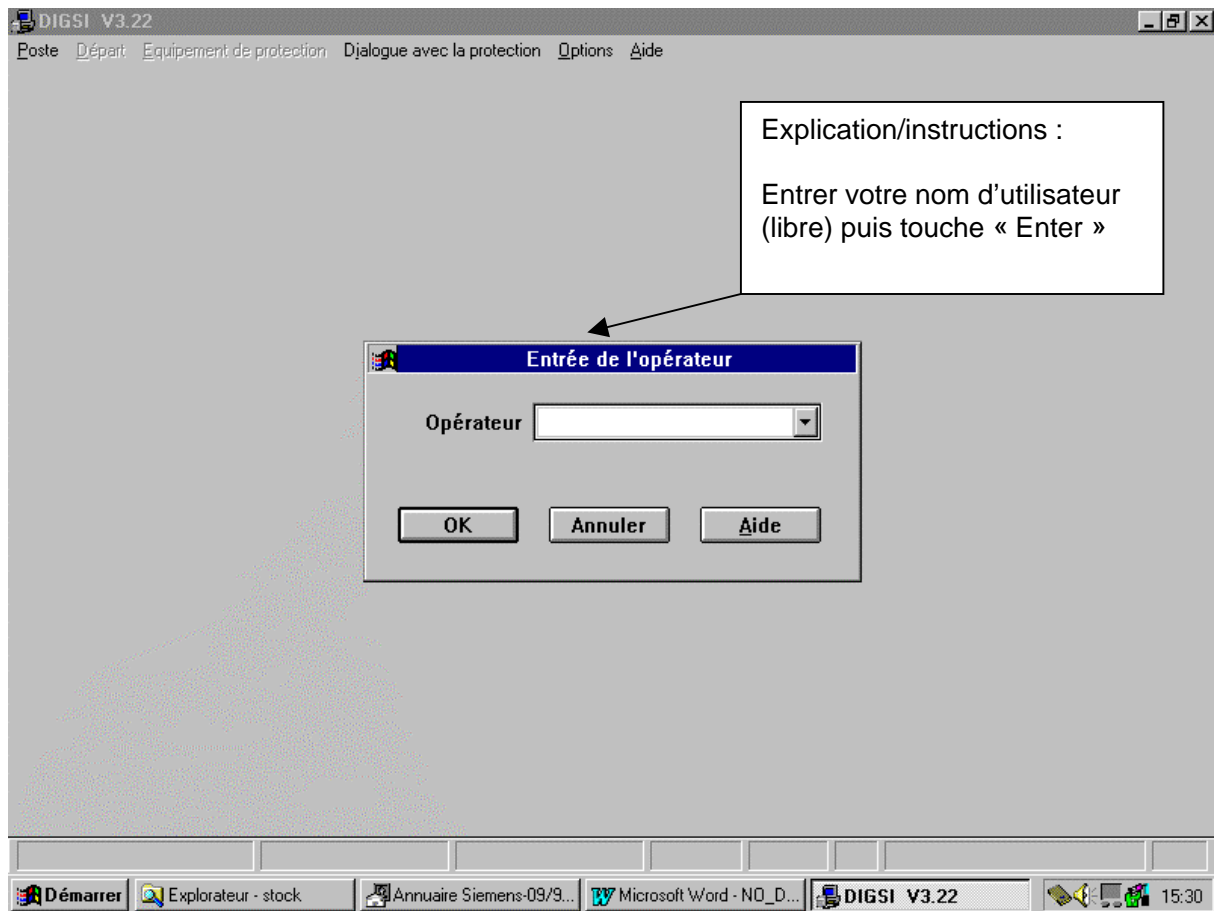 DIGSI V3.22
Poste Départ Equipement de protection Dialogue avec la protection Options Aide
Explication/instructions :
Entrer votre nom d'utilisateur
(libre) puis touche « Enter »
Entrée de l'opérateur
Opérateur
OK Annuler Aide
Démarrer Explorateur - stock Annuaire Siemens-09/9... Microsoft Word - NO_D... DIGSI V3.22 15:30